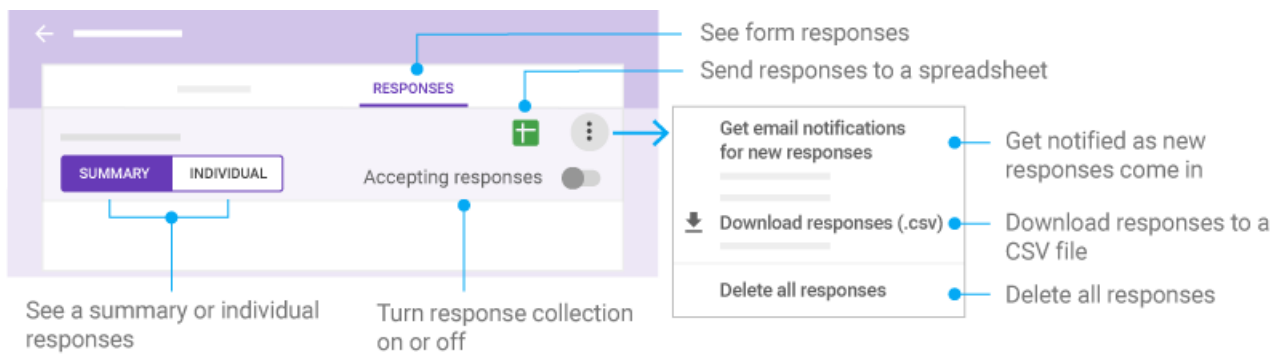 See form responses
Send responses to a spreadsheet
RESPONSES
SUMMARY
INDIVIDUAL
Accepting responses
Get email notifications
for new responses
Download responses (.csv)
Delete all responses
Get notified as new
responses come in
Download responses to a
CSV file
Delete all responses
See a summary or individual
responses
Turn response collection
on or off